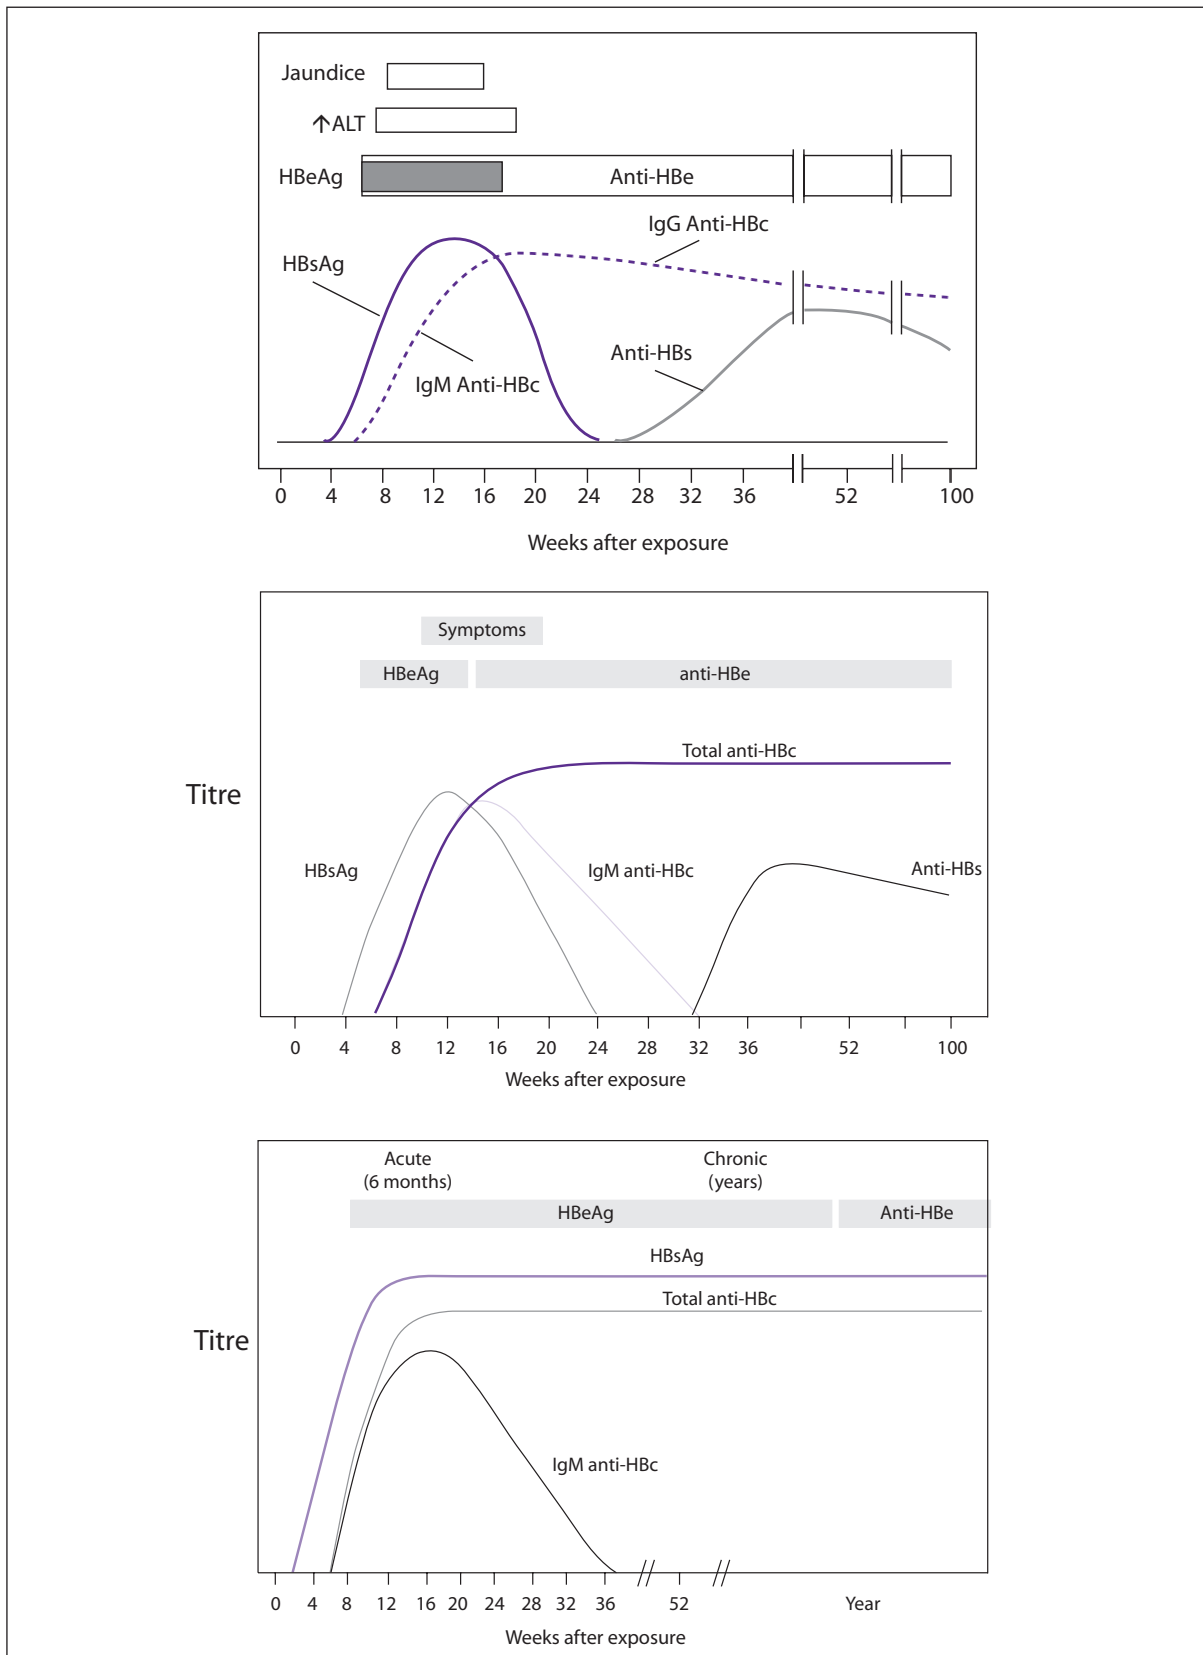 Jaundice
↑ALT
HBeAg
Anti-HBe
IgG Anti-HBc
HBsAg
Anti-HBs
IgM Anti-HBc
0 4 8 12 16 20 24 28 32 36 52 100
Weeks after exposure
Symptoms
HBeAg anti-HBe
Total anti-HBc
Titre
HBsAg IgM anti-HBc Anti-HBs
0 4 8 12 16 20 24 28 32 36 52 100
Weeks after exposure
Acute
(6 months)
Chronic
(years)
HBeAg Anti-HBe
HBsAg
Total anti-HBc
Titre
IgM anti-HBc
0 4 8 12 16 20 24 28 32 36 52 Year
Weeks after exposure